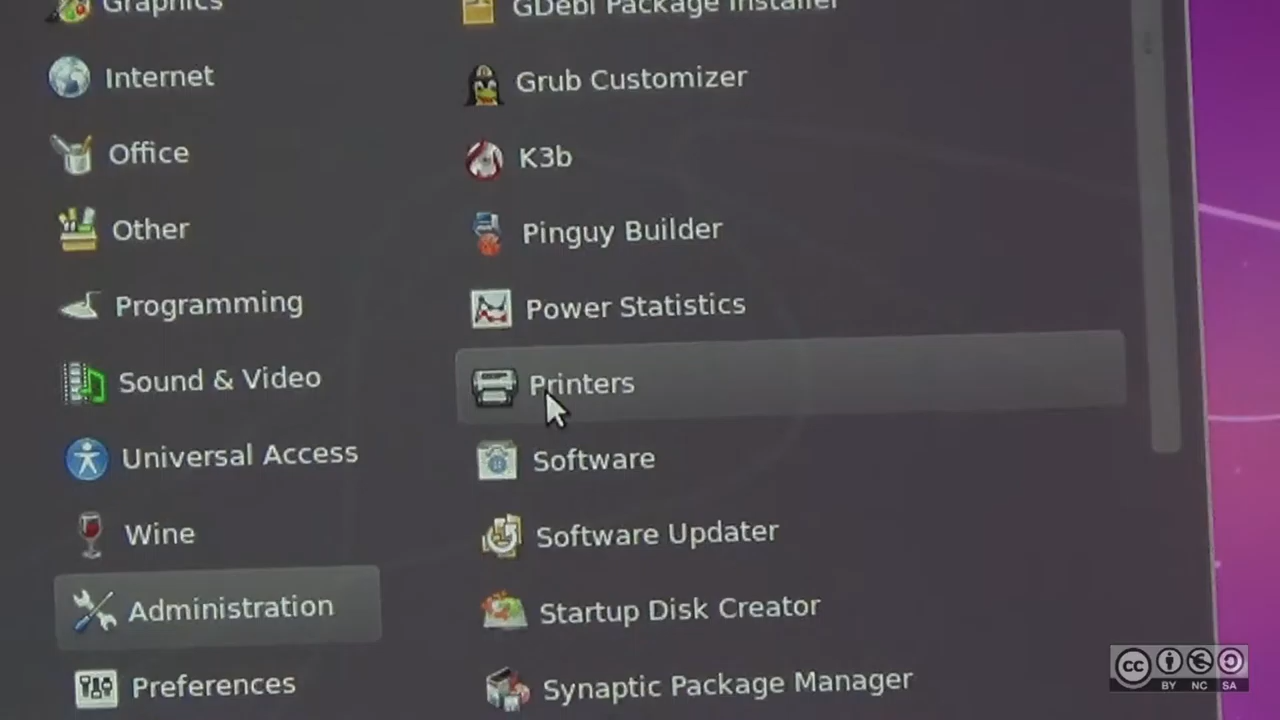 Graphics
Internet
Office
Other
Programming
Sound & Video
Universal Access
Wine
Administration
Preferences
GDebi Package Installer
Grub Customizer
K3b
Pinguy Builder
Power Statistics
Printers
Software
Software Updater
Startup Disk Creator
Synaptic Package Manager
cc
BY NC SA